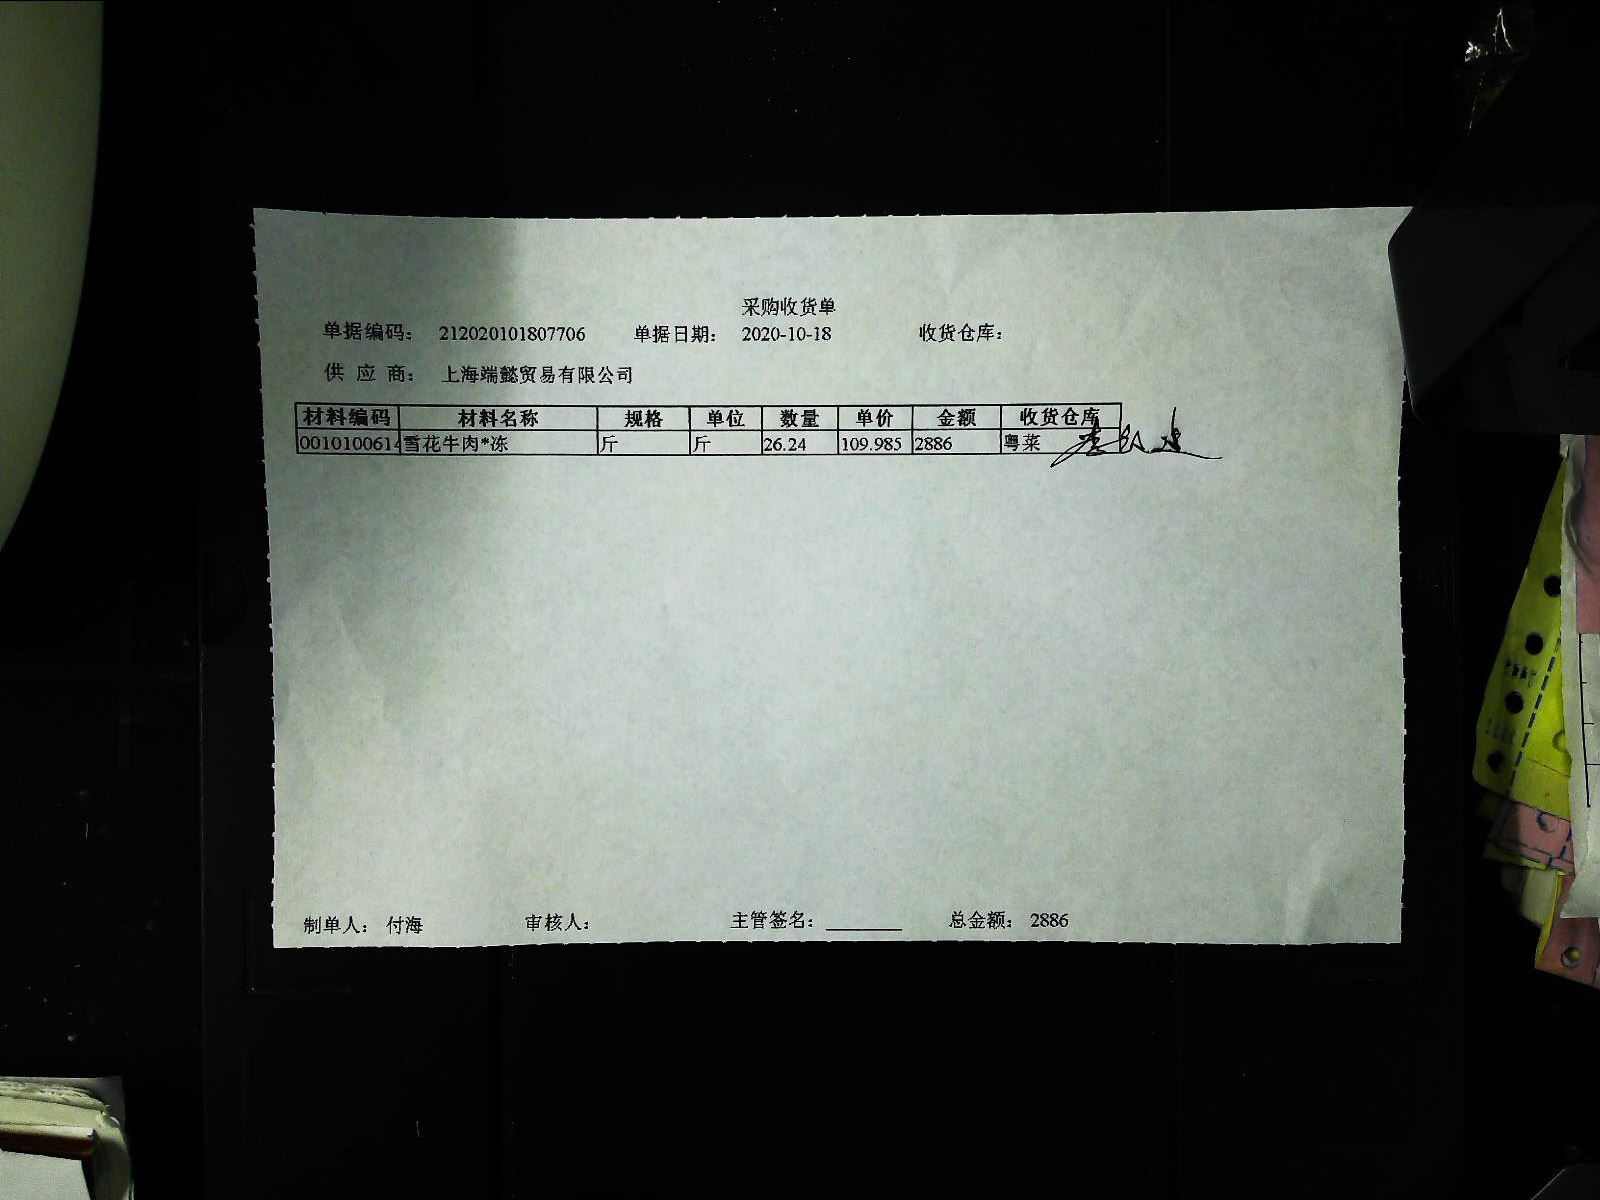 采购收货单
单据编码： 212020101807706 单据日期： 2020-10-18 收货仓库：
供 应 商： 上海端懿贸易有限公司
材料编码 材料名称 规格 单位 数量 单价 金额 收货仓库
0010100614 雪花牛肉*冻 斤 斤 26.24 109.985 2886 粤菜
制单人： 付海 审核人： 主管签名： ________ 总金额： 2886